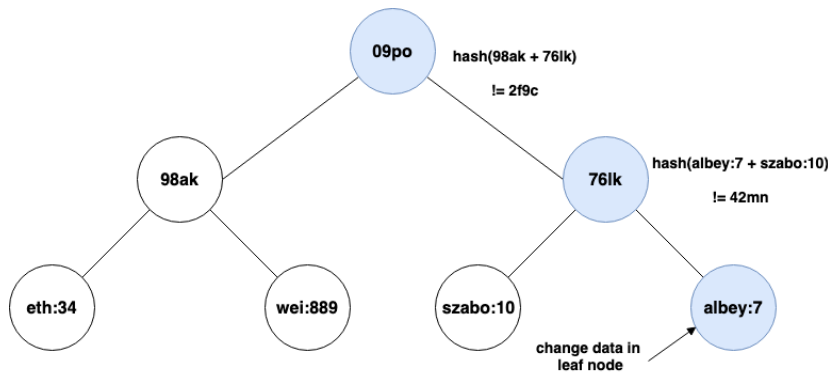 09po
hash(98ak + 76lk)
!= 2f9c
98ak
76lk
hash(albey:7 + szabo:10)
!= 42mn
eth:34
wei:889
szabo:10
albey:7
change data in
leaf node